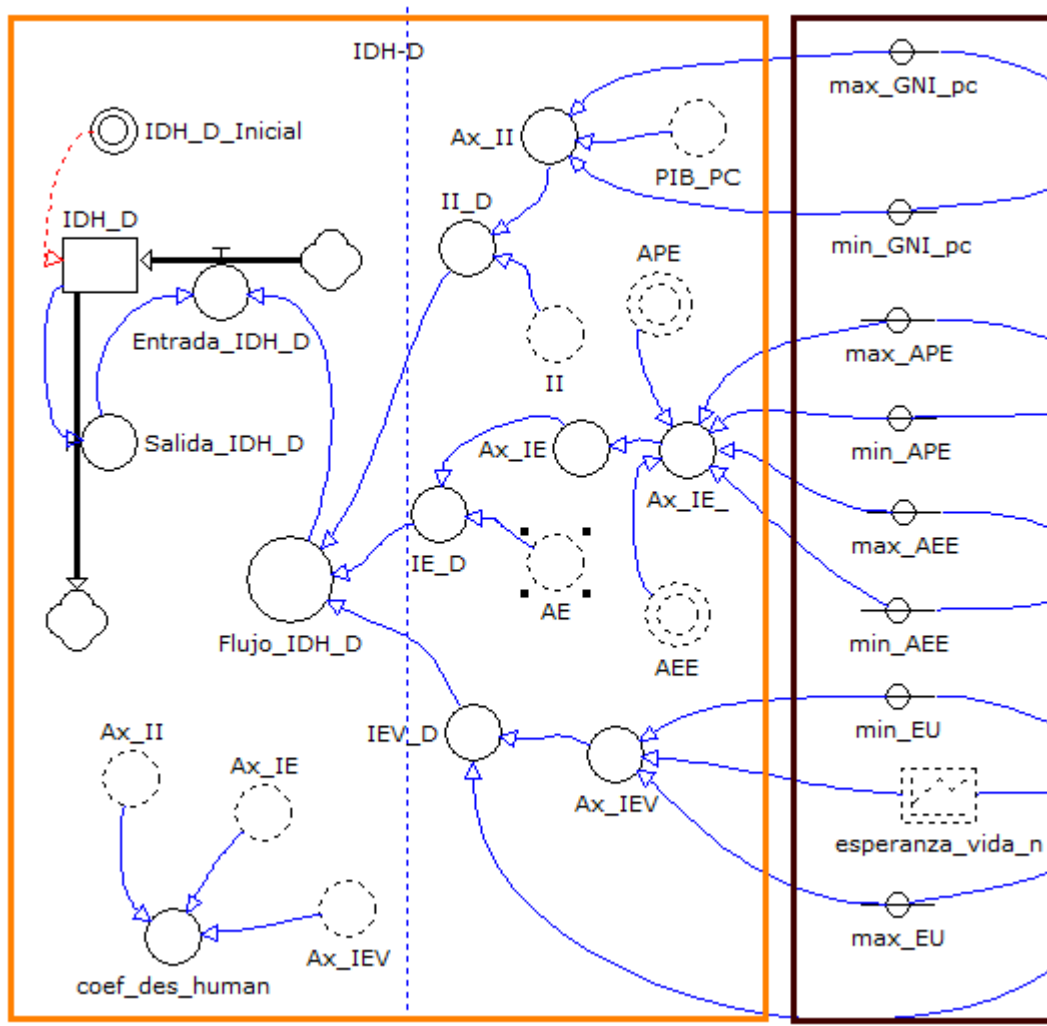 IDH-D
IDH_D_Inicial
IDH_D
Entrada_IDH_D
Salida_IDH_D
Flujo_IDH_D
Ax_II
PIB_PC
II_D
APE
II
Ax_IE
Ax_IE_
IE_D
AE
AEE
IEV_D
Ax_IEV
Ax_II
Ax_IE
Ax_IEV
coef_des_human
max_GNI_pc
min_GNI_pc
max_APE
min_APE
max_AEE
min_AEE
min_EU
esperanza_vida_n
max_EU